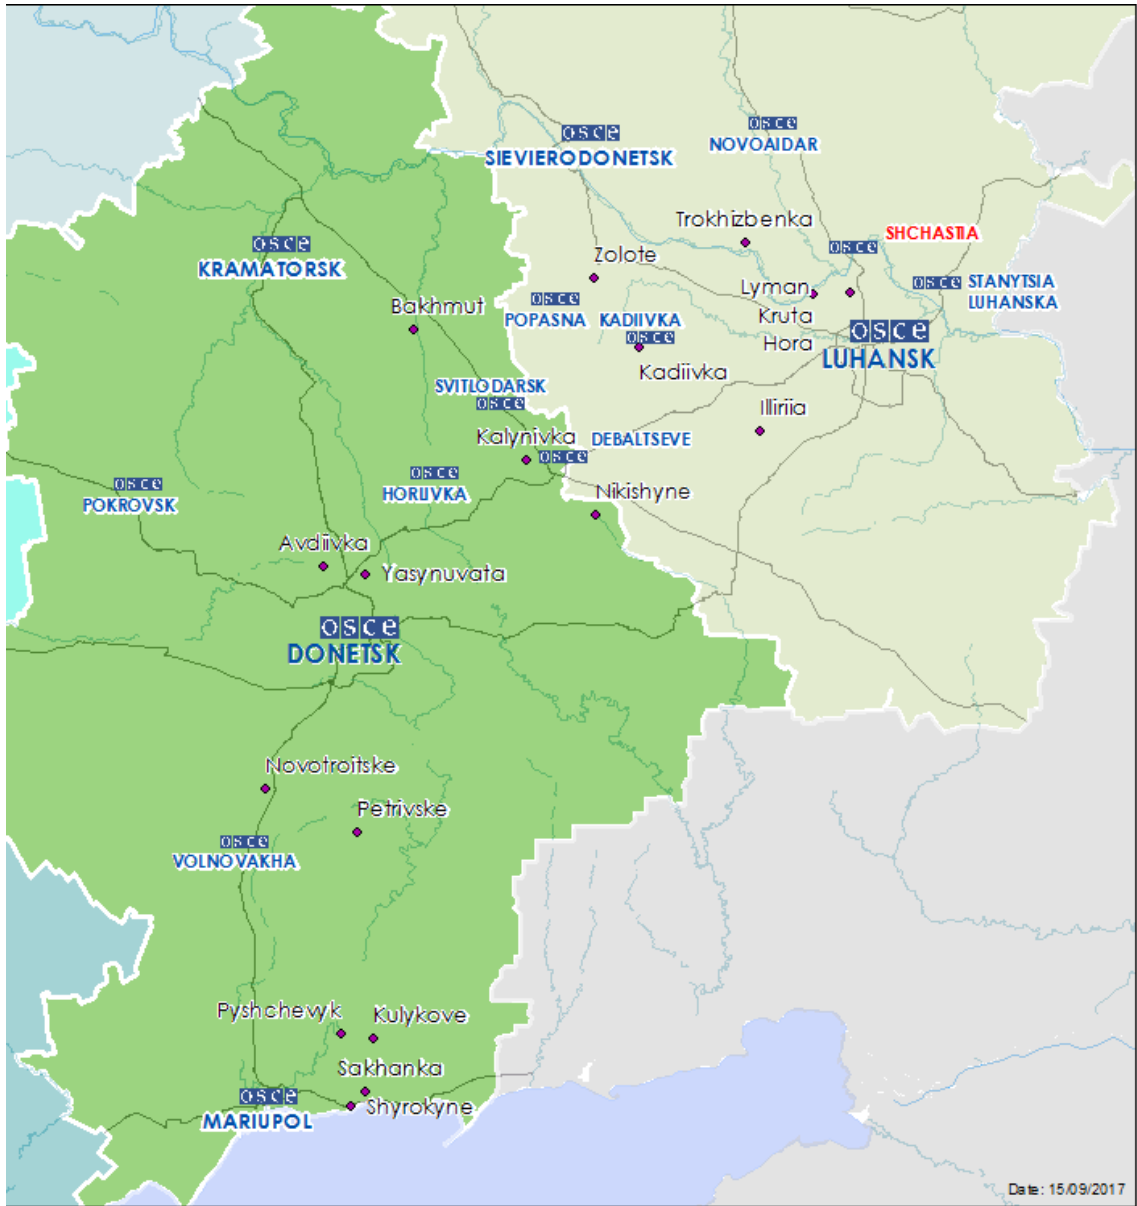 osce
NOVOAIDAR
osce
SIEVIERODONETSK
Trokhizbenka
SHCHASTIA
osce
osce
KRAMATORSK
Zolote
osce
STANYTSIA
LUHANSKA
Lyman
Kruta
Hora
osce
POPASNA
KADIIVKA
osce
Bakhmut
osce
LUHANSK
Kadiivka
SVITLODARSK
osce
Illiriia
Kalynivka
DEBALTSEVE
osce
osce
HORLIVKA
osce
POKROVSK
Nikishyne
Avdiivka
Yasynuvata
osce
DONETSK
Novotroitske
Petrivske
osce
VOLNOVAKHA
Pyshchevyk
Kulykove
Sakhanka
osce
MARIUPOL
Shyrokyne
Date: 15/09/2017